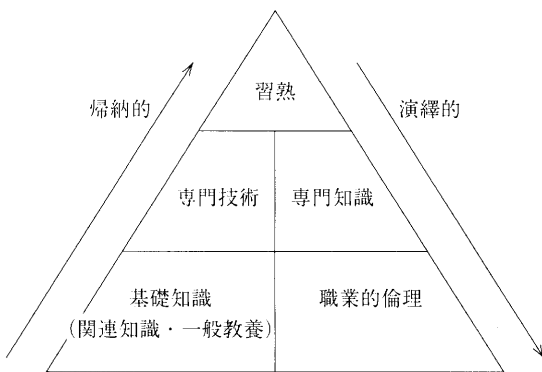 習熟
帰納的
演繹的
専門技術
専門知識
基礎知識
(関連知識・一般教養)
職業的倫理